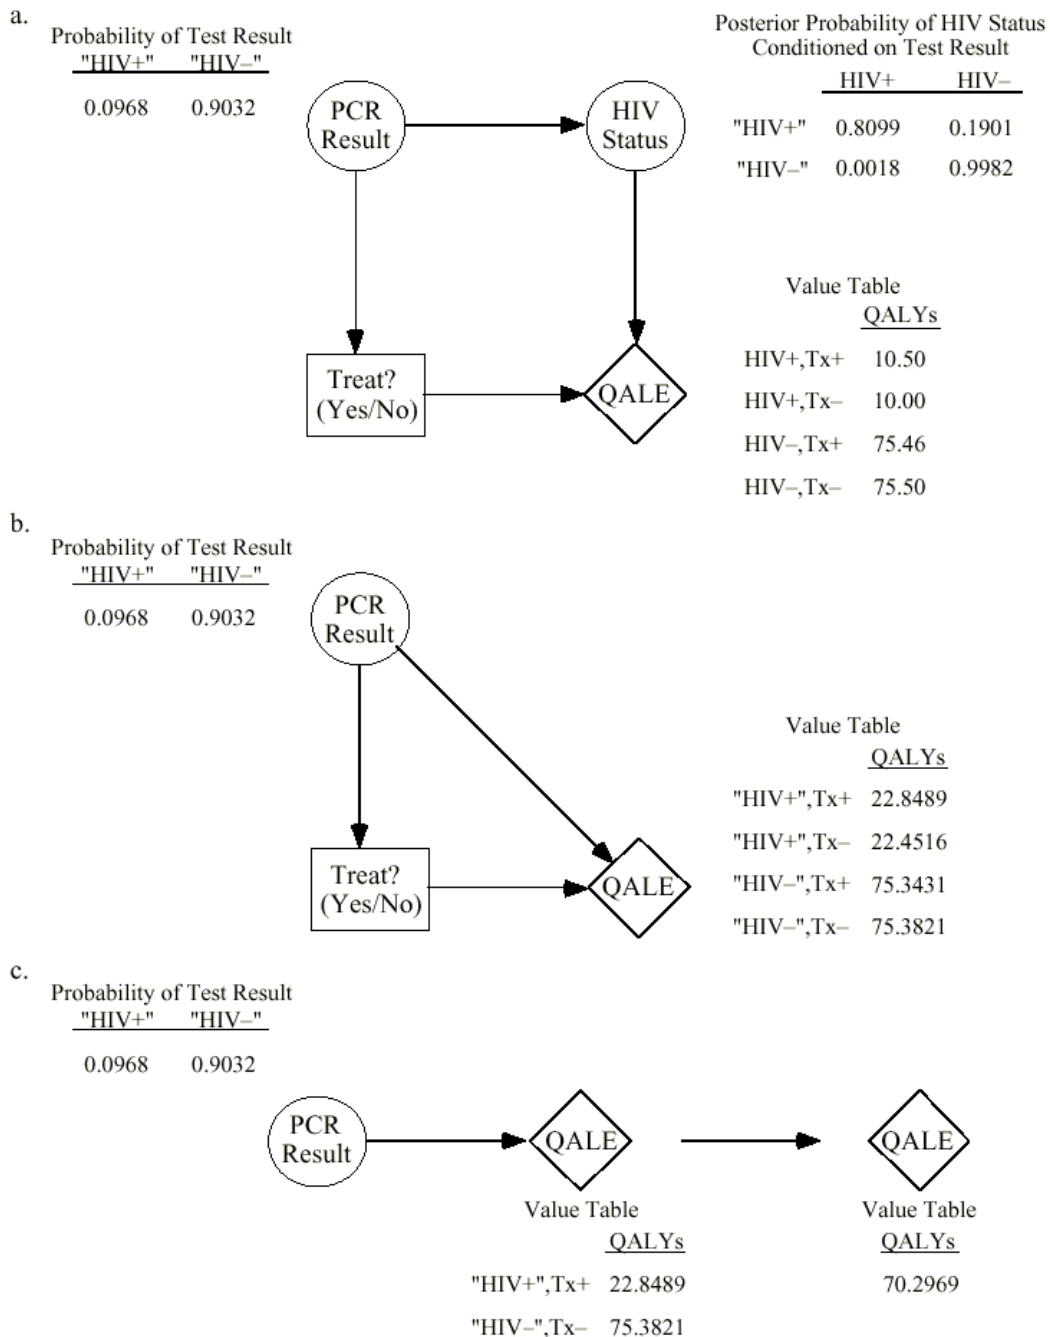 a.
Probability of Test Result
"HIV+" "HIV–"
0.0968 0.9032
PCR
Result
HIV
Status
Posterior Probability of HIV Status
Conditioned on Test Result
HIV+ HIV–
"HIV+" 0.8099 0.1901
"HIV–" 0.0018 0.9982
Treat?
(Yes/No)
QALE
Value Table
QALYs
HIV+,Tx+ 10.50
HIV+,Tx– 10.00
HIV–,Tx+ 75.46
HIV–,Tx– 75.50
b.
Probability of Test Result
"HIV+" "HIV–"
0.0968 0.9032
PCR
Result
Treat?
(Yes/No)
QALE
Value Table
QALYs
"HIV+",Tx+ 22.8489
"HIV+",Tx– 22.4516
"HIV–",Tx+ 75.3431
"HIV–",Tx– 75.3821
c.
Probability of Test Result
"HIV+" "HIV–"
0.0968 0.9032
PCR
Result
QALE
Value Table
QALYs
"HIV+",Tx+ 22.8489
"HIV–",Tx– 75.3821
QALE
Value Table
QALYs
70.2969